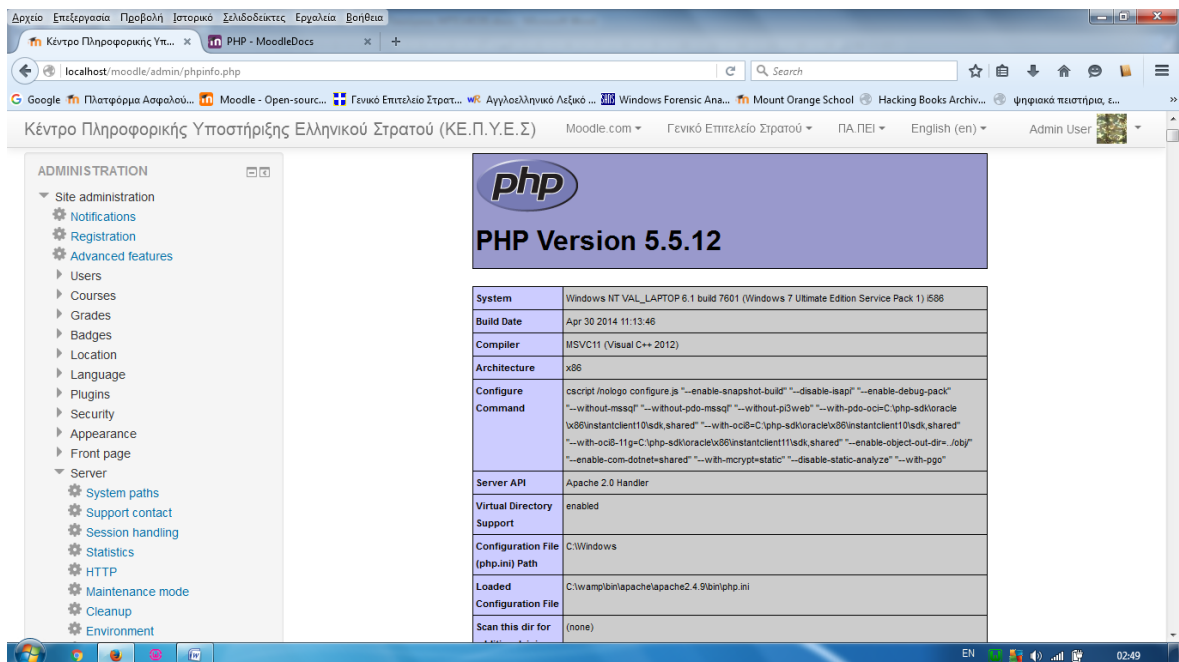 Αρχείο Επεξεργασία Προβολή Ιστορικό Σελιδοδείκτες Εργαλεία Βοήθεια
Κέντρο Πληροφορικής Υπ... × PHP - MoodleDocs × +
localhost/moodle/admin/phpinfo.php Search
Google Πλατφόρμα Ασφαλού... Moodle - Open-sourc... Γενικό Επιτελείο Στρατ... Αγγλοελληνικό Λεξικό ... Windows Forensic Ana... Mount Orange School Hacking Books Archiv... ψηφιακά πειστήρια, ε... »
Κέντρο Πληροφορικής Υποστήριξης Ελληνικού Στρατού (ΚΕ.Π.Υ.Ε.Σ) Moodle.com Γενικό Επιτελείο Στρατού ΠΑ.ΠΕΙ English (en) Admin User
ADMINISTRATION
Site administration
Notifications
Registration
Advanced features
Users
Courses
Grades
Badges
Location
Language
Plugins
Security
Appearance
Front page
Server
System paths
Support contact
Session handling
Statistics
HTTP
Maintenance mode
Cleanup
Environment
php
PHP Version 5.5.12
System Windows NT VAL_LAPTOP 6.1 build 7601 (Windows 7 Ultimate Edition Service Pack 1) i586
Build Date Apr 30 2014 11:13:46
Compiler MSVC11 (Visual C++ 2012)
Architecture x86
Configure Command cscript /nologo configure.js "--enable-snapshot-build" "--disable-isapi" "--enable-debug-pack"
"--without-mssql" "--without-pdo-mssql" "--without-pi3web" "--with-pdo-oci=C:\php-sdk\oracle
\x86\instantclient10\sdk,shared" "--with-oci8=C:\php-sdk\oracle\x86\instantclient10\sdk,shared"
"--with-oci8-11g=C:\php-sdk\oracle\x86\instantclient11\sdk,shared" "--enable-object-out-dir=../obj/"
"--enable-com-dotnet=shared" "--with-mcrypt=static" "--disable-static-analyze" "--with-pgo"
Server API Apache 2.0 Handler
Virtual Directory Support enabled
Configuration File (php.ini) Path C:\Windows
Loaded Configuration File C:\wamp\bin\apache\apache2.4.9\bin\php.ini
Scan this dir for (none)
EN 02:49